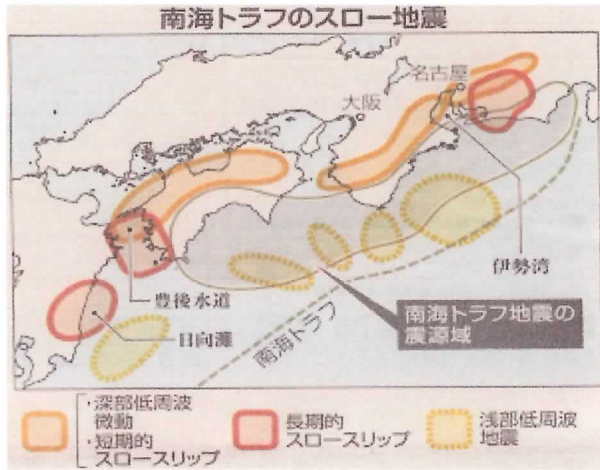 南海トラフのスロー地震
名古屋
大阪
伊勢湾
豊後水道
日向灘
南海トラフ
南海トラフ地震の
震源域
・深部低周波
微動
・短期的
スロースリップ
長期的
スロースリップ
浅部低周波
地震